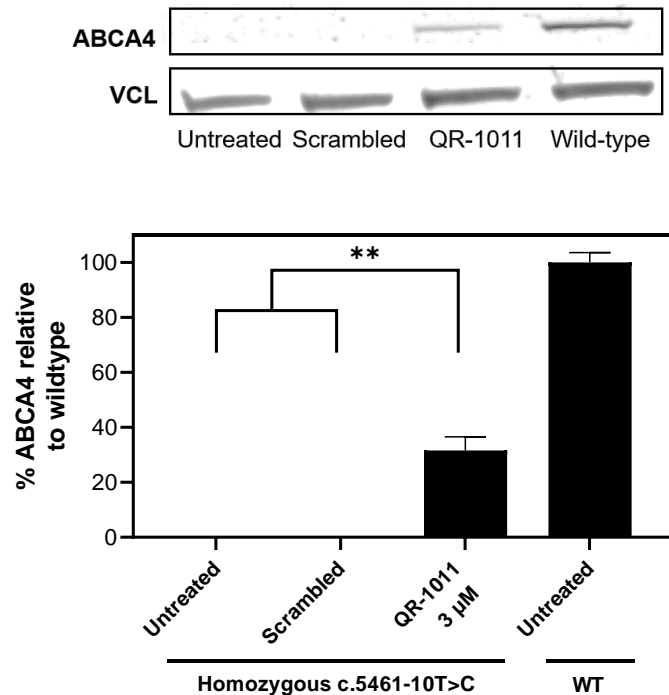 ABCA4
VCL
Untreated Scrambled QR-1011 Wild-type
**
% ABCA4 relative
to wildtype
100
80
60
40
20
0
Untreated
Scrambled
QR-1011
3 µM
Untreated
Homozygous c.5461-10T>C
WT